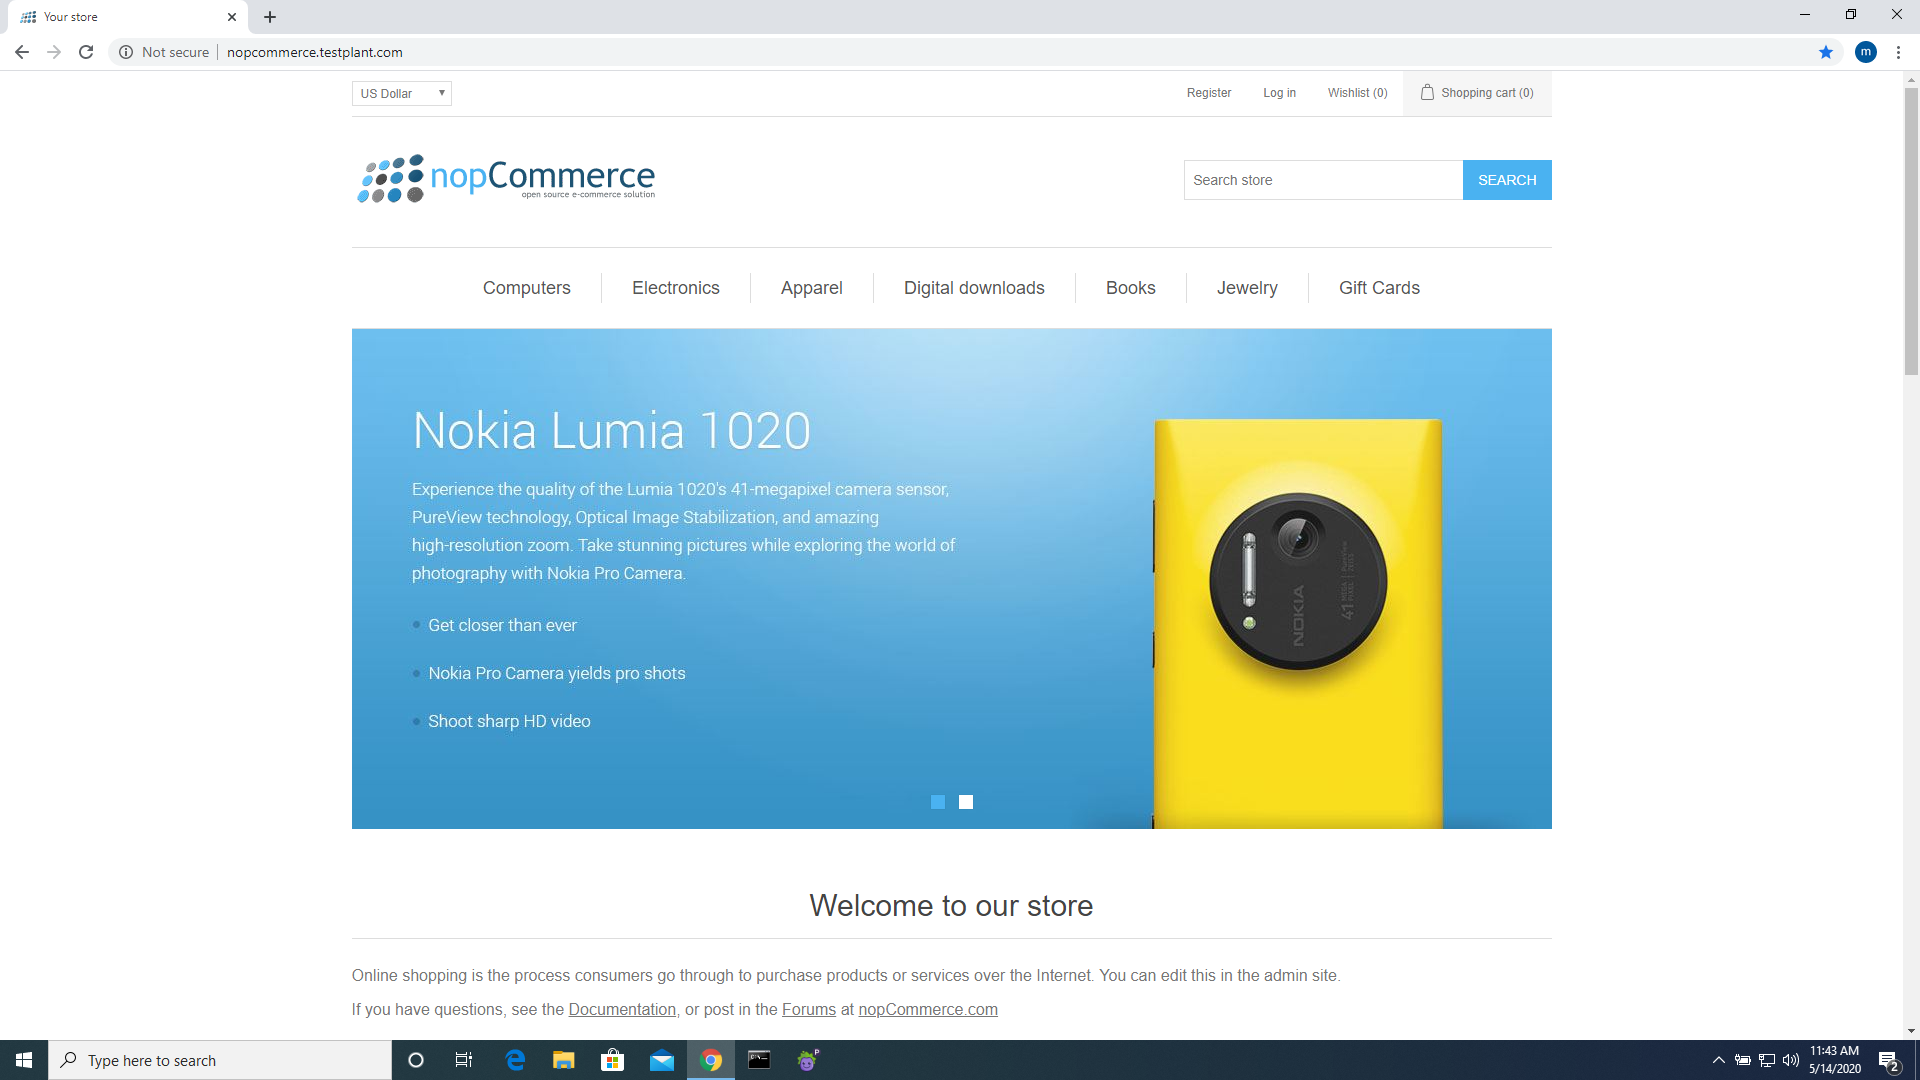 Your store
Not secure
nopcommerce.testplant.com
m
US Dollar
Register
Log in
Wishlist (0)
Shopping cart (0)
nopCommerce
open source e-commerce solution
Search store
SEARCH
Computers
Electronics
Apparel
Digital downloads
Books
Jewelry
Gift Cards
Nokia Lumia 1020
Experience the quality of the Lumia 1020's 41-megapixel camera sensor,
PureView technology, Optical Image Stabilization, and amazing
high-resolution zoom. Take stunning pictures while exploring the world of
photography with Nokia Pro Camera.
Get closer than ever
Nokia Pro Camera yields pro shots
Shoot sharp HD video
NOKIA
41 MEGA PIXEL
PureView
ZEISS
Welcome to our store
Online shopping is the process consumers go through to purchase products or services over the Internet. You can edit this in the admin site.
If you have questions, see the Documentation, or post in the Forums at nopCommerce.com
Type here to search
11:43 AM
5/14/2020
2